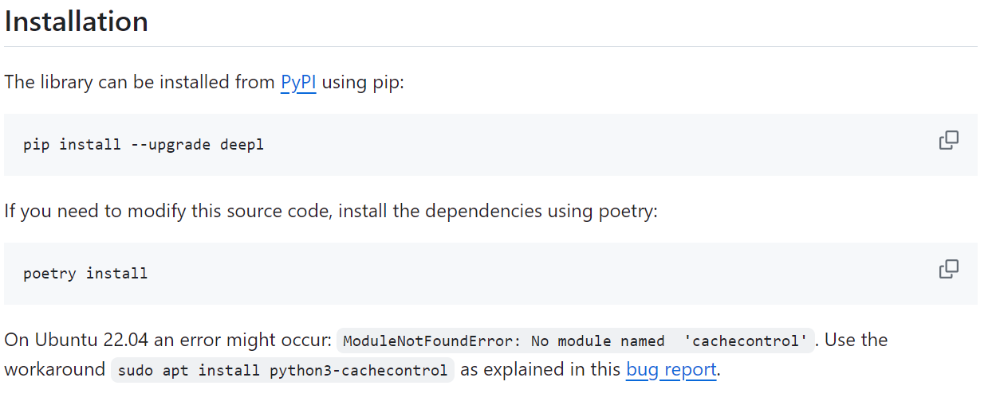 Installation
The library can be installed from PyPI using pip:
pip install --upgrade deepl
If you need to modify this source code, install the dependencies using poetry:
poetry install
On Ubuntu 22.04 an error might occur: ModuleNotFoundError: No module named  'cachecontrol' . Use the
workaround sudo apt install python3-cachecontrol as explained in this bug report.